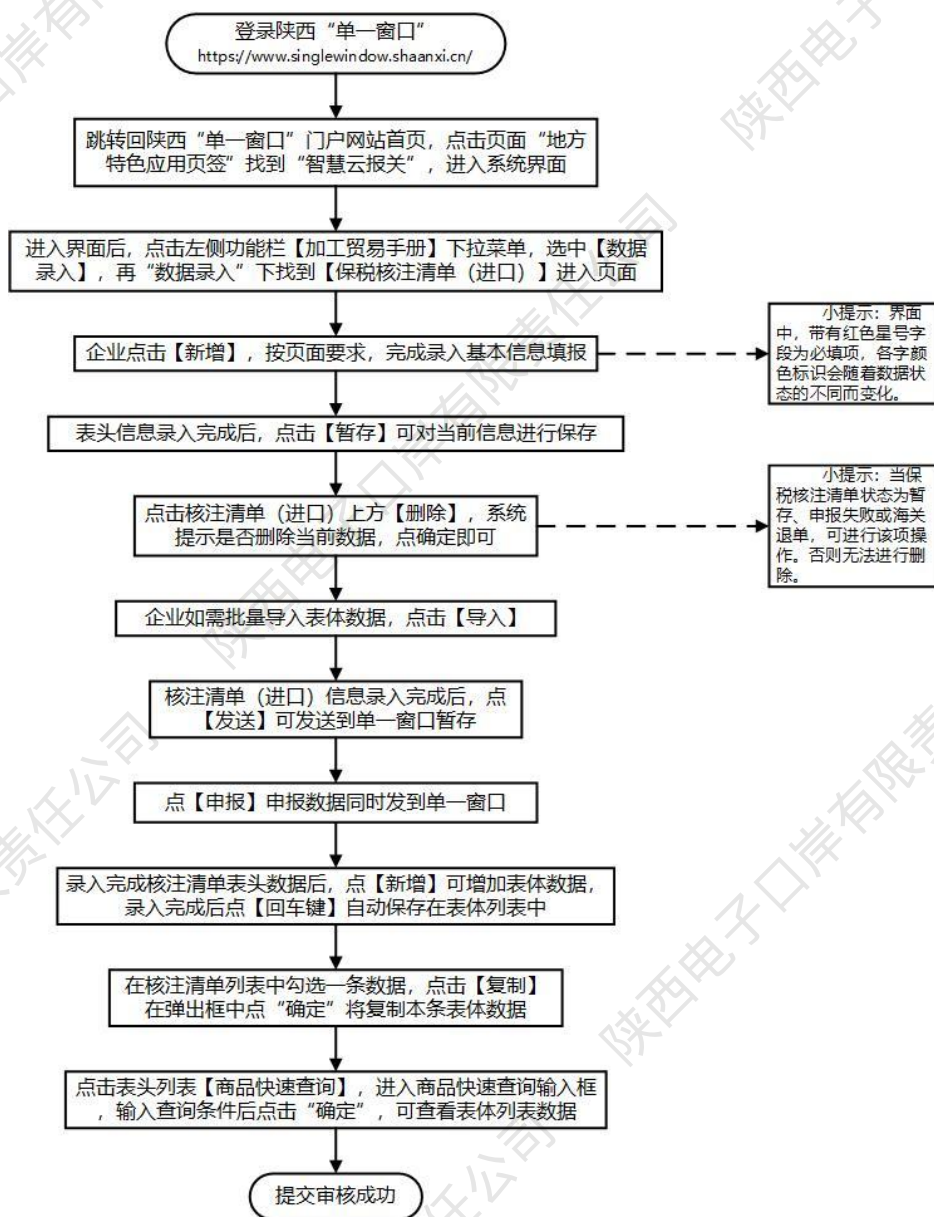 登录陕西“单一窗口”
https://www.singlewindow.shaanxi.cn/
跳转回陕西“单一窗口”门户网站首页，点击页面“地方
特色应用页签”找到“智慧云报关”，进入系统界面
进入界面后，点击左侧功能栏【加工贸易手册】下拉菜单，选中【数据
录入】，再“数据录入”下找到【保税核注清单（进口）】进入页面
企业点击【新增】，按页面要求，完成录入基本信息填报
小提示：界面
中，带有红色星号字
段为必填项，各字颜
色标识会随着数据状
态的不同而变化。
表头信息录入完成后，点击【暂存】可对当前信息进行保存
点击核注清单（进口）上方【删除】，系统
提示是否删除当前数据，点确定即可
小提示：当保
税核注清单状态为暂
存、申报失败或海关
退单，可进行该项操
作。否则无法进行删
除。
企业如需批量导入表体数据，点击【导入】
核注清单（进口）信息录入完成后，点
【发送】可发送到单一窗口暂存
点【申报】申报数据同时发到单一窗口
录入完成核注清单表头数据后，点【新增】可增加表体数据，
录入完成后点【回车键】自动保存在表体列表中
在核注清单列表中勾选一条数据，点击【复制】
在弹出框中点“确定”将复制本条表体数据
点击表头列表【商品快速查询】，进入商品快速查询输入框
，输入查询条件后点击“确定”，可查看表体列表数据
提交审核成功
陕西电子口岸有限责任公司